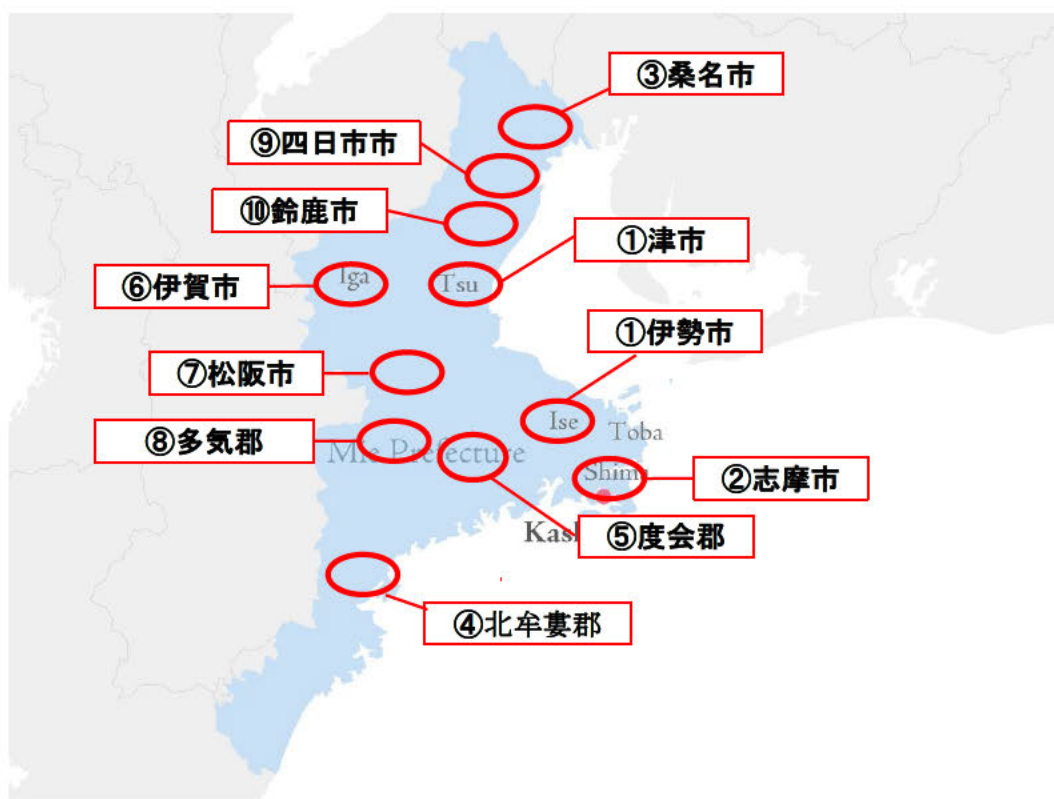 ③桑名市
⑨四日市市
⑩鈴鹿市
①津市
⑥伊賀市
Iga
Tsu
①伊勢市
⑦松阪市
⑧多気郡
Ise
Toba
Mie Prefecture
Shima
②志摩市
Kas
⑤度会郡
④北牟婁郡